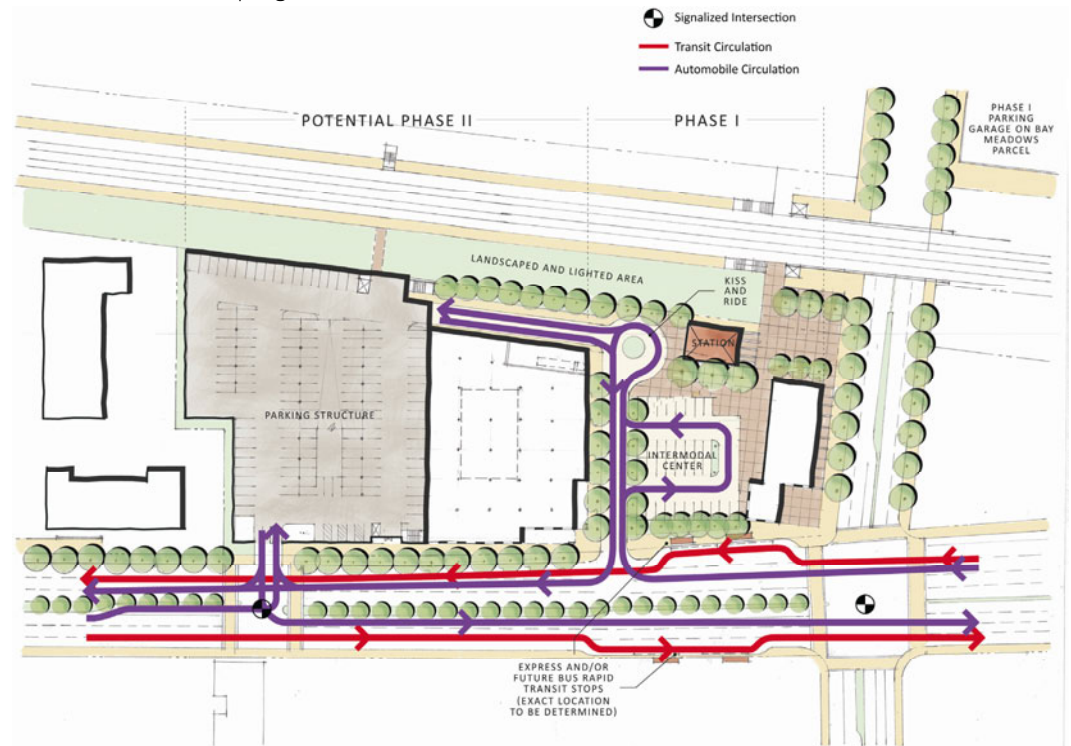 Signalized Intersection
Transit Circulation
Automobile Circulation
POTENTIAL PHASE II
PHASE I
PHASE I
PARKING
GARAGE ON BAY
MEADOWS
PARCEL
LANDSCAPED AND LIGHTED AREA
KISS
AND
RIDE
STATION
PARKING STRUCTURE
INTERMODAL
CENTER
EXPRESS AND/OR
FUTURE BUS RAPID
TRANSIT STOPS
(EXACT LOCATION
TO BE DETERMINED)